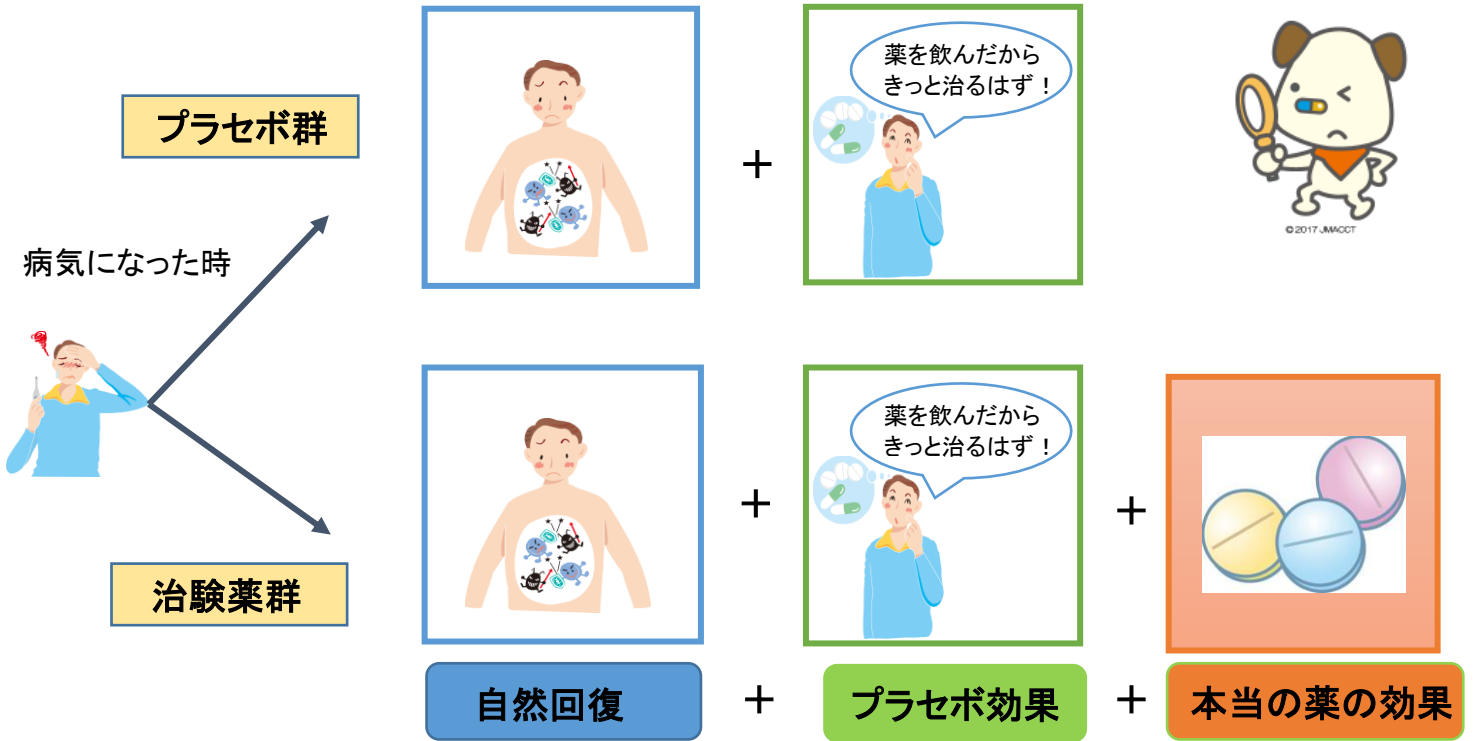 プラセボ群
薬を飲んだから
きっと治るはず！
＋
© 2017 JMACCT
病気になった時
薬を飲んだから
きっと治るはず！
＋
＋
治験薬群
自然回復
＋
プラセボ効果
＋
本当の薬の効果